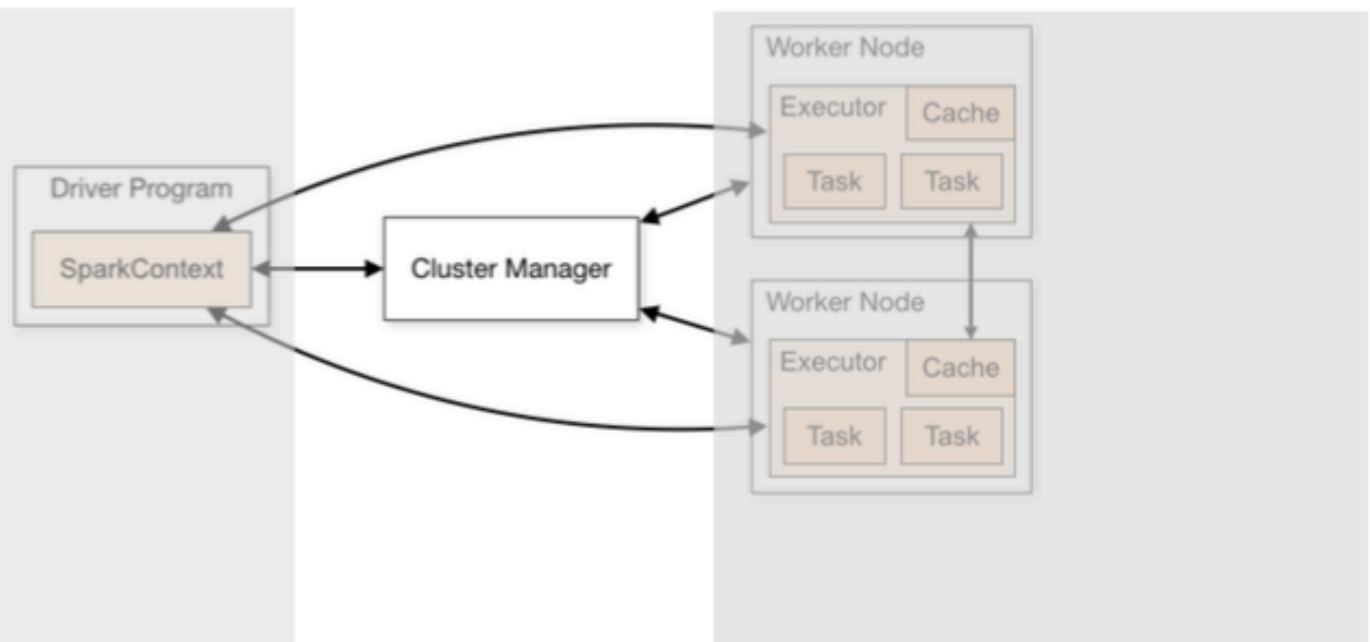 Driver Program
SparkContext
Cluster Manager
Worker Node
Executor
Cache
Task
Task
Worker Node
Executor
Cache
Task
Task